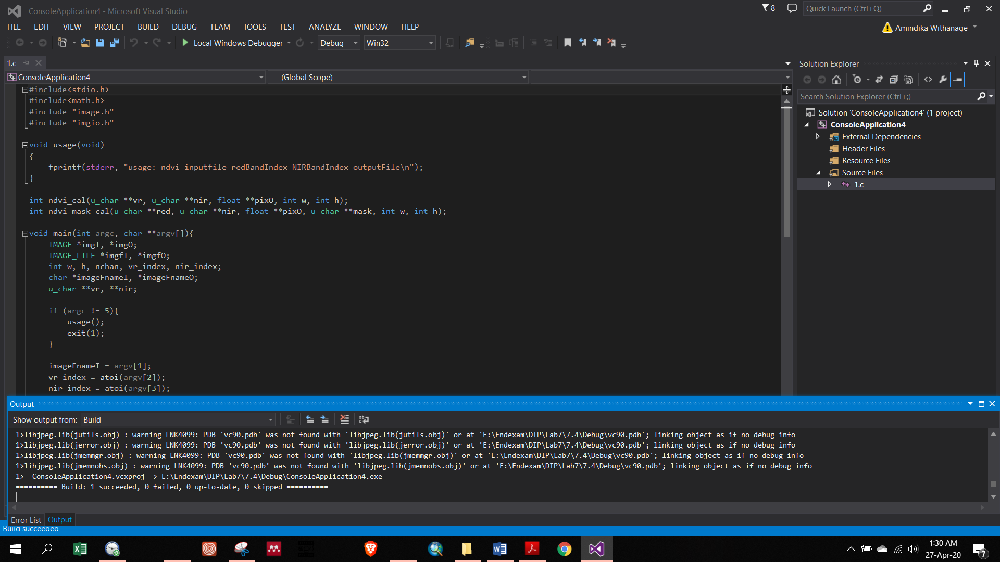 ConsoleApplication4 - Microsoft Visual Studio
8
Quick Launch (Ctrl+Q)
FILE EDIT VIEW PROJECT BUILD DEBUG TEAM TOOLS TEST ANALYZE WINDOW HELP
Amindika Withanage
Local Windows Debugger Debug Win32
1.c
ConsoleApplication4 (Global Scope)
#include<stdio.h>
#include<math.h>
#include "image.h"
#include "imgio.h"
void usage(void)
{
fprintf(stderr, "usage: ndvi inputfile redBandIndex NIRBandIndex outputFile\n");
}
int ndvi_cal(u_char **vr, u_char **nir, float **pixO, int w, int h);
int ndvi_mask_cal(u_char **red, u_char **nir, float **pixO, u_char **mask, int w, int h);
void main(int argc, char **argv[]){
IMAGE *imgI, *imgO;
IMAGE_FILE *imgfI, *imgfO;
int w, h, nchan, vr_index, nir_index;
char *imageFnameI, *imageFnameO;
u_char **vr, **nir;
if (argc != 5){
usage();
exit(1);
}
imageFnameI = argv[1];
vr_index = atoi(argv[2]);
nir_index = atoi(argv[3]);
Solution Explorer
Search Solution Explorer (Ctrl+;)
Solution 'ConsoleApplication4' (1 project)
ConsoleApplication4
External Dependencies
Header Files
Resource Files
Source Files
1.c
Output
Show output from: Build
1>libjpeg.lib(jutils.obj) : warning LNK4099: PDB 'vc90.pdb' was not found with 'libjpeg.lib(jutils.obj)' or at 'E:\Endexam\DIP\Lab7\7.4\Debug\vc90.pdb'; linking object as if no debug info
1>libjpeg.lib(jerror.obj) : warning LNK4099: PDB 'vc90.pdb' was not found with 'libjpeg.lib(jerror.obj)' or at 'E:\Endexam\DIP\Lab7\7.4\Debug\vc90.pdb'; linking object as if no debug info
1>libjpeg.lib(jmemmgr.obj) : warning LNK4099: PDB 'vc90.pdb' was not found with 'libjpeg.lib(jmemmgr.obj)' or at 'E:\Endexam\DIP\Lab7\7.4\Debug\vc90.pdb'; linking object as if no debug info
1>libjpeg.lib(jmemnobs.obj) : warning LNK4099: PDB 'vc90.pdb' was not found with 'libjpeg.lib(jmemnobs.obj)' or at 'E:\Endexam\DIP\Lab7\7.4\Debug\vc90.pdb'; linking object as if no debug info
1> ConsoleApplication4.vcxproj -> E:\Endexam\DIP\Lab7\7.4\Debug\ConsoleApplication4.exe
========== Build: 1 succeeded, 0 failed, 0 up-to-date, 0 skipped ==========
Error List Output
Build succeeded
1:30 AM
27-Apr-20
7